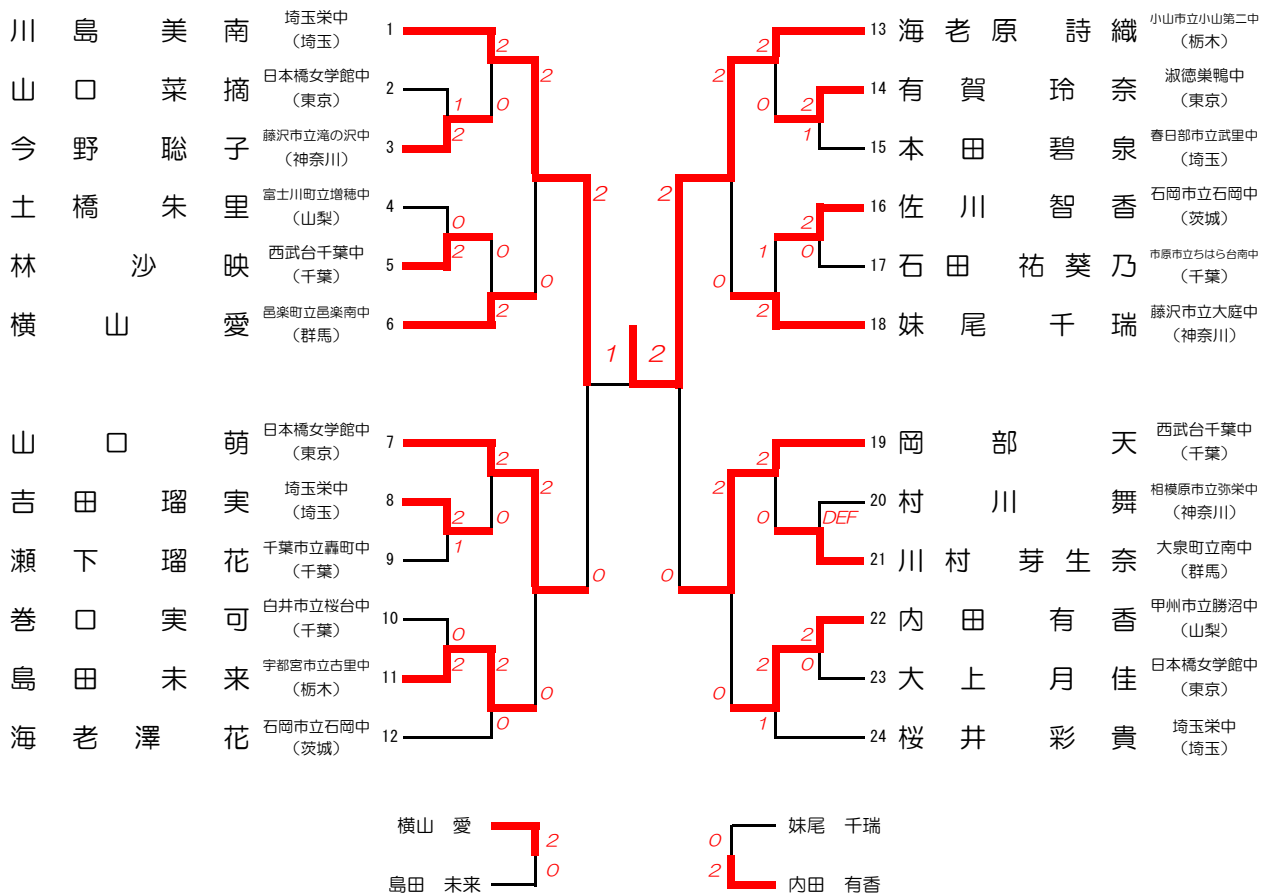 川島 美南 埼玉栄中 (埼玉) 1
山口 菜摘 日本橋女学館中 (東京) 2
今野 聡子 藤沢市立滝の沢中 (神奈川) 3
土橋 朱里 富士川町立増穂中 (山梨) 4
林 沙映 西武台千葉中 (千葉) 5
横山 愛 邑楽町立邑楽南中 (群馬) 6
2
0
1
2
2
0
2
0
2
0
2
山口 萌 日本橋女学館中 (東京) 7
吉田 瑠実 埼玉栄中 (埼玉) 8
瀬下 瑠花 千葉市立轟町中 (千葉) 9
巻口 実可 白井市立桜台中 (千葉) 10
島田 未来 宇都宮市立古里中 (栃木) 11
海老澤 花 石岡市立石岡中 (茨城) 12
2
0
2
1
2
0
2
2
0
0
0
1 2
13 海老原 詩織 小山市立小山第二中 (栃木)
14 有賀 玲奈 淑徳巣鴨中 (東京)
15 本田 碧泉 春日部市立武里中 (埼玉)
16 佐川 智香 石岡市立石岡中 (茨城)
17 石田 祐葵乃 市原市立ちはら台南中 (千葉)
18 妹尾 千瑞 藤沢市立大庭中 (神奈川)
2
0
2
1
2
2
1
2
0
0
2
19 岡部 天 西武台千葉中 (千葉)
20 村川 舞 相模原市立弥栄中 (神奈川)
21 川村 芽生奈 大泉町立南中 (群馬)
22 内田 有香 甲州市立勝沼中 (山梨)
23 大上 月佳 日本橋女学館中 (東京)
24 桜井 彩貴 埼玉栄中 (埼玉)
2
0
DEF
2
0
2
2
0
1
0
横山 愛 2
島田 未来 0
0 妹尾 千瑞
2 内田 有香